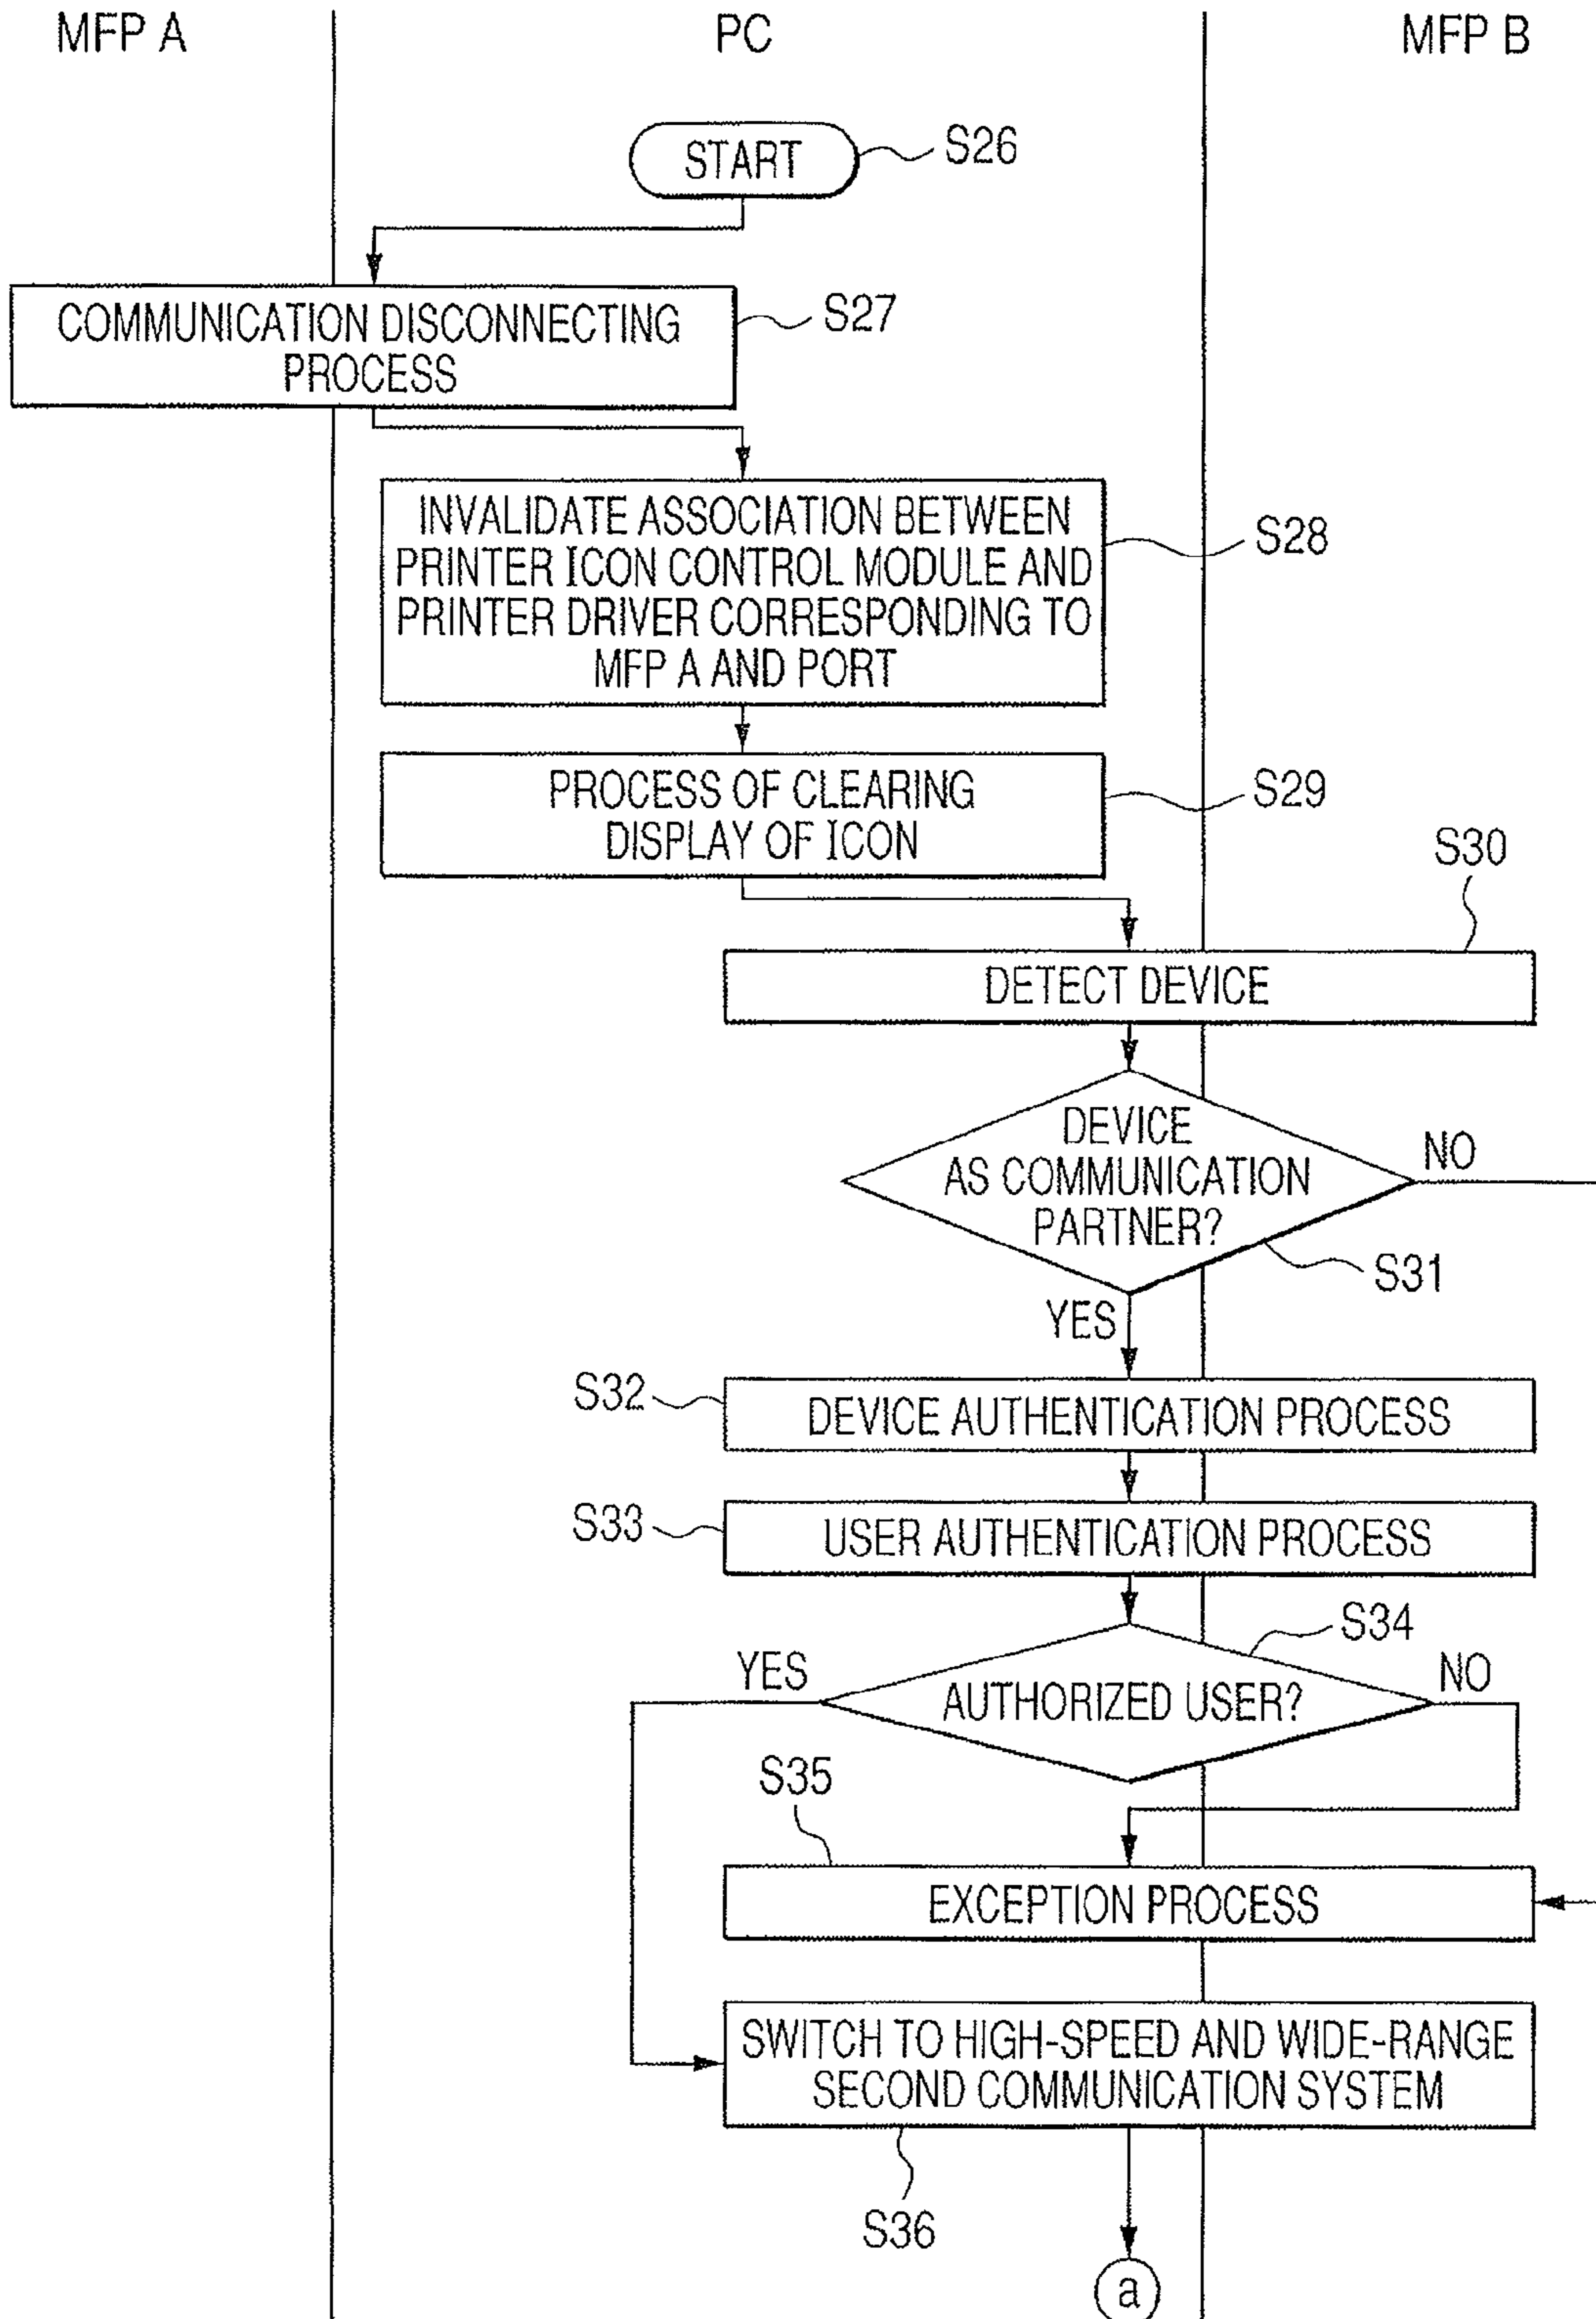 MFP A
PC
MFP B
START
S26
COMMUNICATION DISCONNECTING
PROCESS
S27
INVALIDATE ASSOCIATION BETWEEN
PRINTER ICON CONTROL MODULE AND
PRINTER DRIVER CORRESPONDING TO
MFP A AND PORT
S28
PROCESS OF CLEARING
DISPLAY OF ICON
S29
S30
DETECT DEVICE
DEVICE
AS COMMUNICATION
PARTNER?
NO
S31
YES
S32
DEVICE AUTHENTICATION PROCESS
S33
USER AUTHENTICATION PROCESS
S34
YES
AUTHORIZED USER?
NO
S35
EXCEPTION PROCESS
SWITCH TO HIGH-SPEED AND WIDE-RANGE
SECOND COMMUNICATION SYSTEM
S36
a